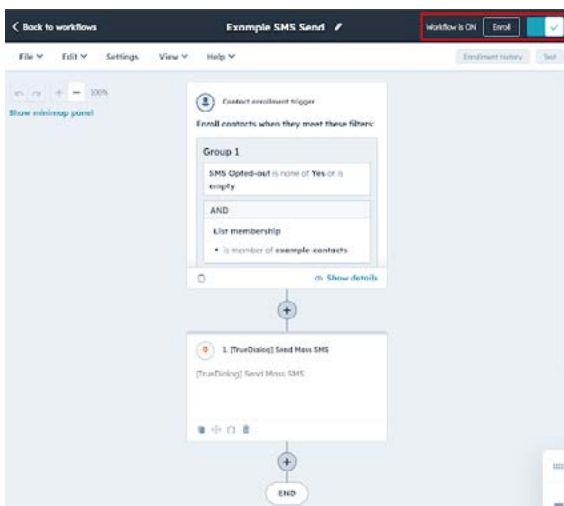 Back to workflows
Example SMS Send
Workflow is ON
Enroll
File
Edit
Settings
View
Help
Enrollment history
Test
100%
Show minimap panel
Contact enrollment trigger
Enroll contacts when they meet these filters:
Group 1
SMS Opted-out is none of Yes or is
empty
AND
List membership
• is member of example-contacts
Show details
1. [TrueDialog] Send Mass SMS
[TrueDialog] Send Mass SMS
END